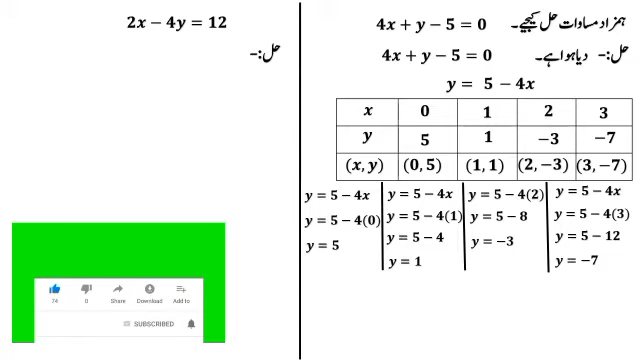 ہمزاد مساوات حل کیجیے۔ 4x + y − 5 = 0
حل:- دیا ہوا ہے۔ 4x + y − 5 = 0
y = 5 − 4x
x 0 1 2 3
y 5 1 −3 −7
(x, y) (0, 5) (1, 1) (2, −3) (3, −7)
y = 5 − 4x
y = 5 − 4(0)
y = 5
y = 5 − 4x
y = 5 − 4(1)
y = 5 − 4
y = 1
y = 5 − 4(2)
y = 5 − 8
y = −3
y = 5 − 4x
y = 5 − 4(3)
y = 5 − 12
y = −7
2x − 4y = 12
حل:-
74 0 Share Download Add to
SUBSCRIBED